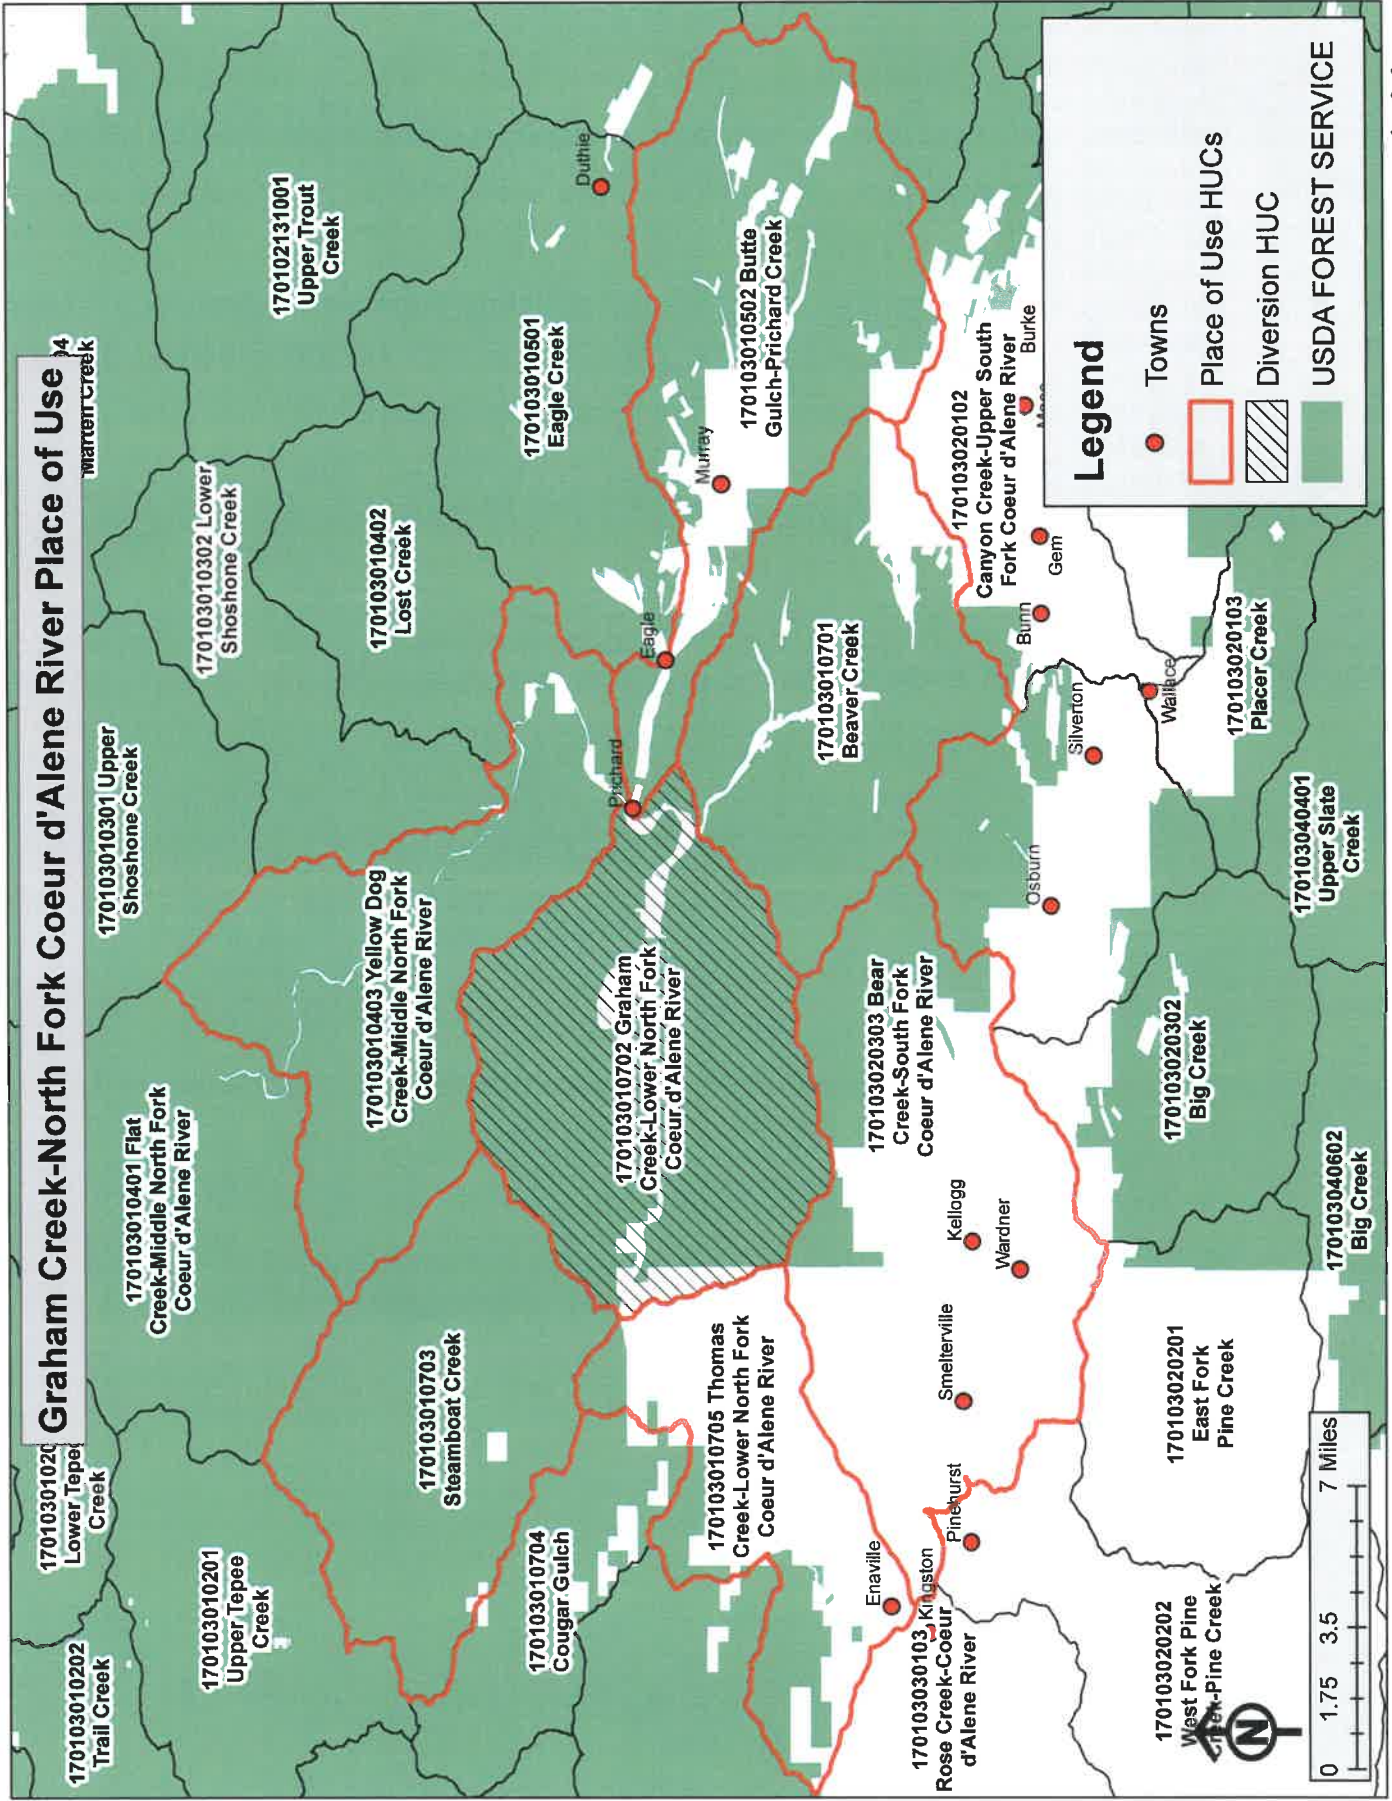 Graham Creek-North Fork Coeur d'Alene River Place of Use
Lower Tepee
Creek
170103010202
Trail Creek
170103010201
Upper Tepee
Creek
170103010401 Flat
Creek-Middle North Fork
Coeur d'Alene River
170103010301 Upper
Shoshone Creek
170103010302 Lower
Shoshone Creek
Marten Creek
170102131001
Upper Trout
Creek
170103010402
Lost Creek
170103010403 Yellow Dog
Creek-Middle North Fork
Coeur d'Alene River
170103010703
Steamboat Creek
170103010704
Cougar Gulch
170103010501
Eagle Creek
Duthie
Eagle
Prichard
Murray
170103010502 Butte
Gulch-Prichard Creek
170103010702 Graham
Creek-Lower North Fork
Coeur d'Alene River
170103010705 Thomas
Creek-Lower North Fork
Coeur d'Alene River
170103010701
Beaver Creek
170103020303 Bear
Creek-South Fork
Coeur d'Alene River
170103020102
Canyon Creek-Upper South
Fork Coeur d'Alene River
Burke
Gem
Bunn
Silverton
Wallace
Osburn
Kellogg
Wardner
Smelterville
Pinehurst
Enaville
Kingston
170103030103
Rose Creek-Coeur
d'Alene River
170103020202
West Fork Pine
Creek-Pine Creek
170103020201
East Fork
Pine Creek
170103020302
Big Creek
170103040602
Big Creek
170103040401
Upper Slate
Creek
170103020103
Placer Creek
N
0 1.75 3.5 7 Miles
Legend
Towns
Place of Use HUCs
Diversion HUC
USDA FOREST SERVICE